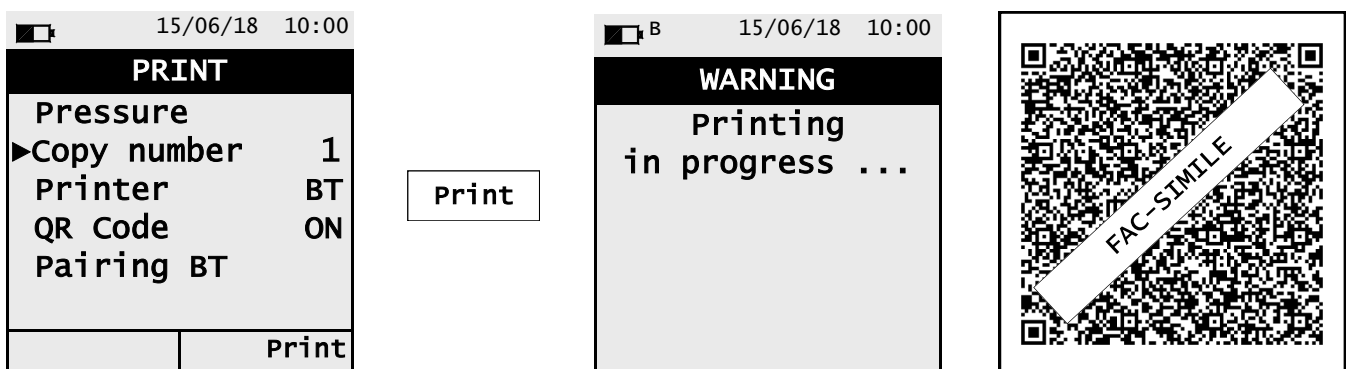 15/06/18 10:00
PRINT
Pressure
▶Copy number 1
Printer BT
QR Code ON
Pairing BT
Print
Print
B 15/06/18 10:00
WARNING
Printing
in progress ...
FAC-SIMILE